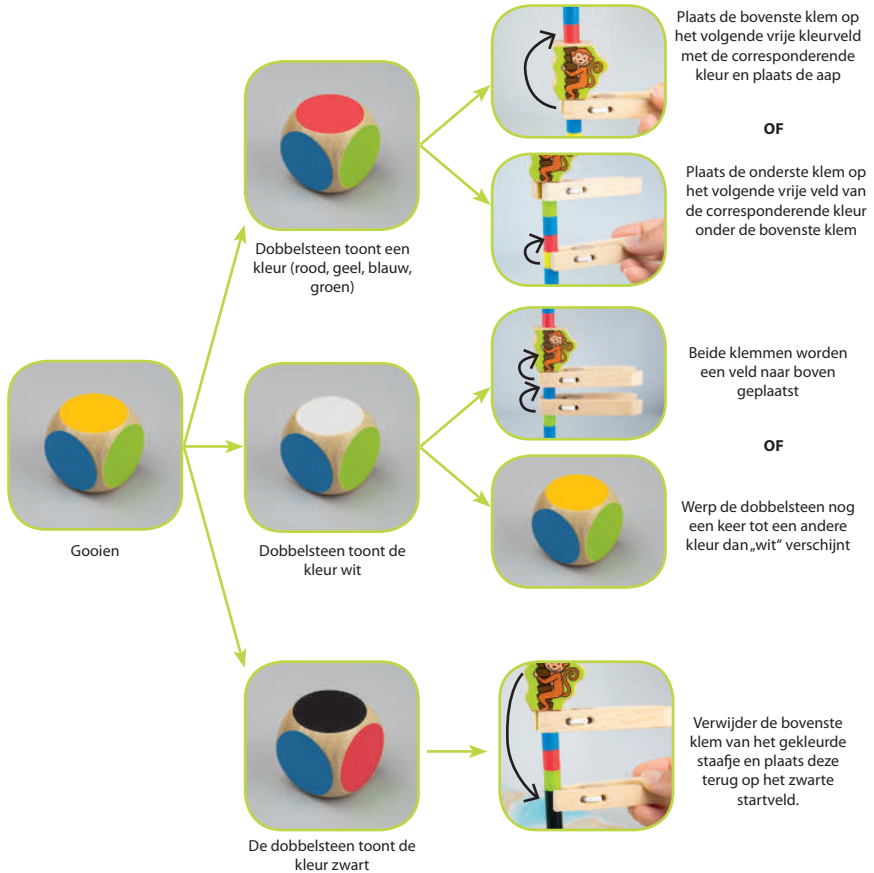 Plaats de bovenste klem op
het volgende vrije kleurveld
met de corresponderende
kleur en plaats de aap
OF
Plaats de onderste klem op
het volgende vrije veld van
de corresponderende kleur
onder de bovenste klem
Dobbelsteen toont een
kleur (rood, geel, blauw,
groen)
Beide klemmen worden
een veld naar boven
geplaatst
OF
Werp de dobbelsteen nog
een keer tot een andere
kleur dan „wit“ verschijnt
Gooien
Dobbelsteen toont de
kleur wit
Verwijder de bovenste
klem van het gekleurde
staafje en plaats deze
terug op het zwarte
startveld.
De dobbelsteen toont de
kleur zwart